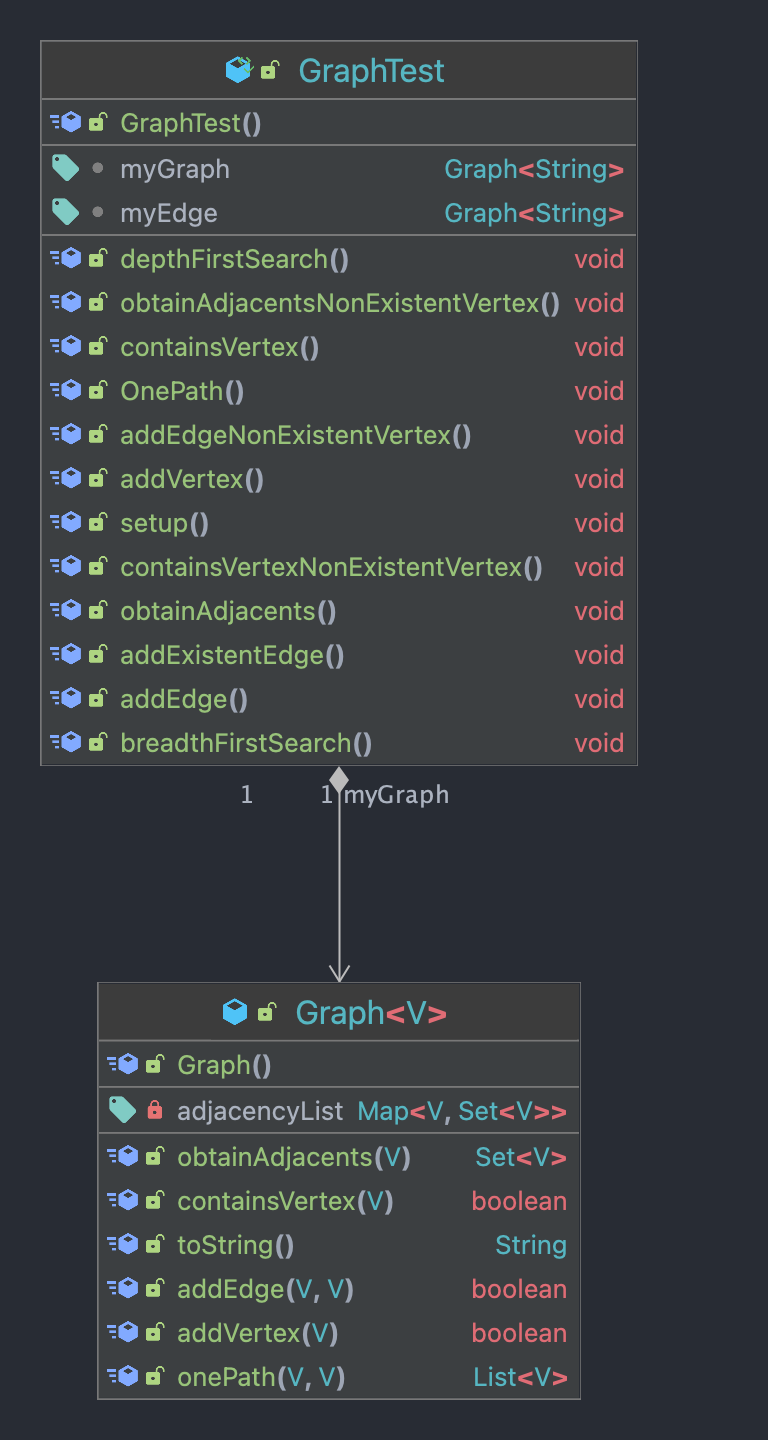 GraphTest
GraphTest()
myGraph Graph<String>
myEdge Graph<String>
depthFirstSearch() void
obtainAdjacentsNonExistentVertex() void
containsVertex() void
OnePath() void
addEdgeNonExistentVertex() void
addVertex() void
setup() void
containsVertexNonExistentVertex() void
obtainAdjacents() void
addExistentEdge() void
addEdge() void
breadthFirstSearch() void
1 1 myGraph
Graph<V>
Graph()
adjacencyList Map<V, Set<V>>
obtainAdjacents(V) Set<V>
containsVertex(V) boolean
toString() String
addEdge(V, V) boolean
addVertex(V) boolean
onePath(V, V) List<V>